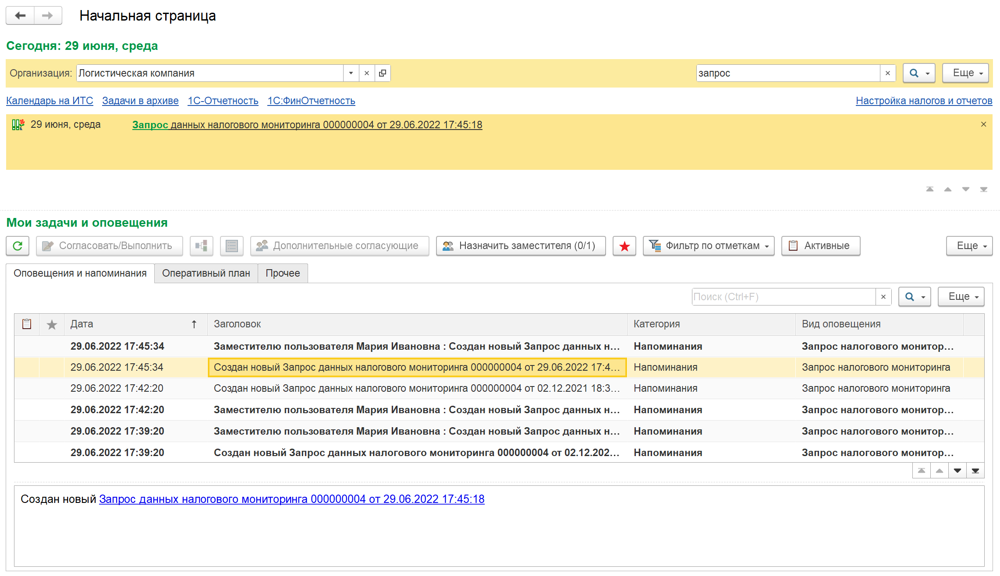 Начальная страница
Сегодня: 29 июня, среда
Организация: Логистическая компания запрос Еще
Календарь на ИТС Задачи в архиве 1С-Отчетность 1С:ФинОтчетность Настройка налогов и отчетов
29 июня, среда Запрос данных налогового мониторинга 000000004 от 29.06.2022 17:45:18
Мои задачи и оповещения
Согласовать/Выполнить Дополнительные согласующие Назначить заместителя (0/1) Фильтр по отметкам Активные Еще
Оповещения и напоминания Оперативный план Прочее
Поиск (Ctrl+F) Еще
Дата Заголовок Категория Вид оповещения
29.06.2022 17:45:34 Заместителю пользователя Мария Ивановна : Создан новый Запрос данных н... Напоминания Запрос налогового монитор...
29.06.2022 17:45:34 Создан новый Запрос данных налогового мониторинга 000000004 от 29.06.2022 17:4... Напоминания Запрос налогового мониторинга
29.06.2022 17:42:20 Создан новый Запрос данных налогового мониторинга 000000004 от 02.12.2021 18:3... Напоминания Запрос налогового мониторинга
29.06.2022 17:42:20 Заместителю пользователя Мария Ивановна : Создан новый Запрос данных н... Напоминания Запрос налогового монитор...
29.06.2022 17:39:20 Заместителю пользователя Мария Ивановна : Создан новый Запрос данных н... Напоминания Запрос налогового монитор...
29.06.2022 17:39:20 Создан новый Запрос данных налогового мониторинга 000000004 от 02.12.202... Напоминания Запрос налогового монитор...
Создан новый Запрос данных налогового мониторинга 000000004 от 29.06.2022 17:45:18